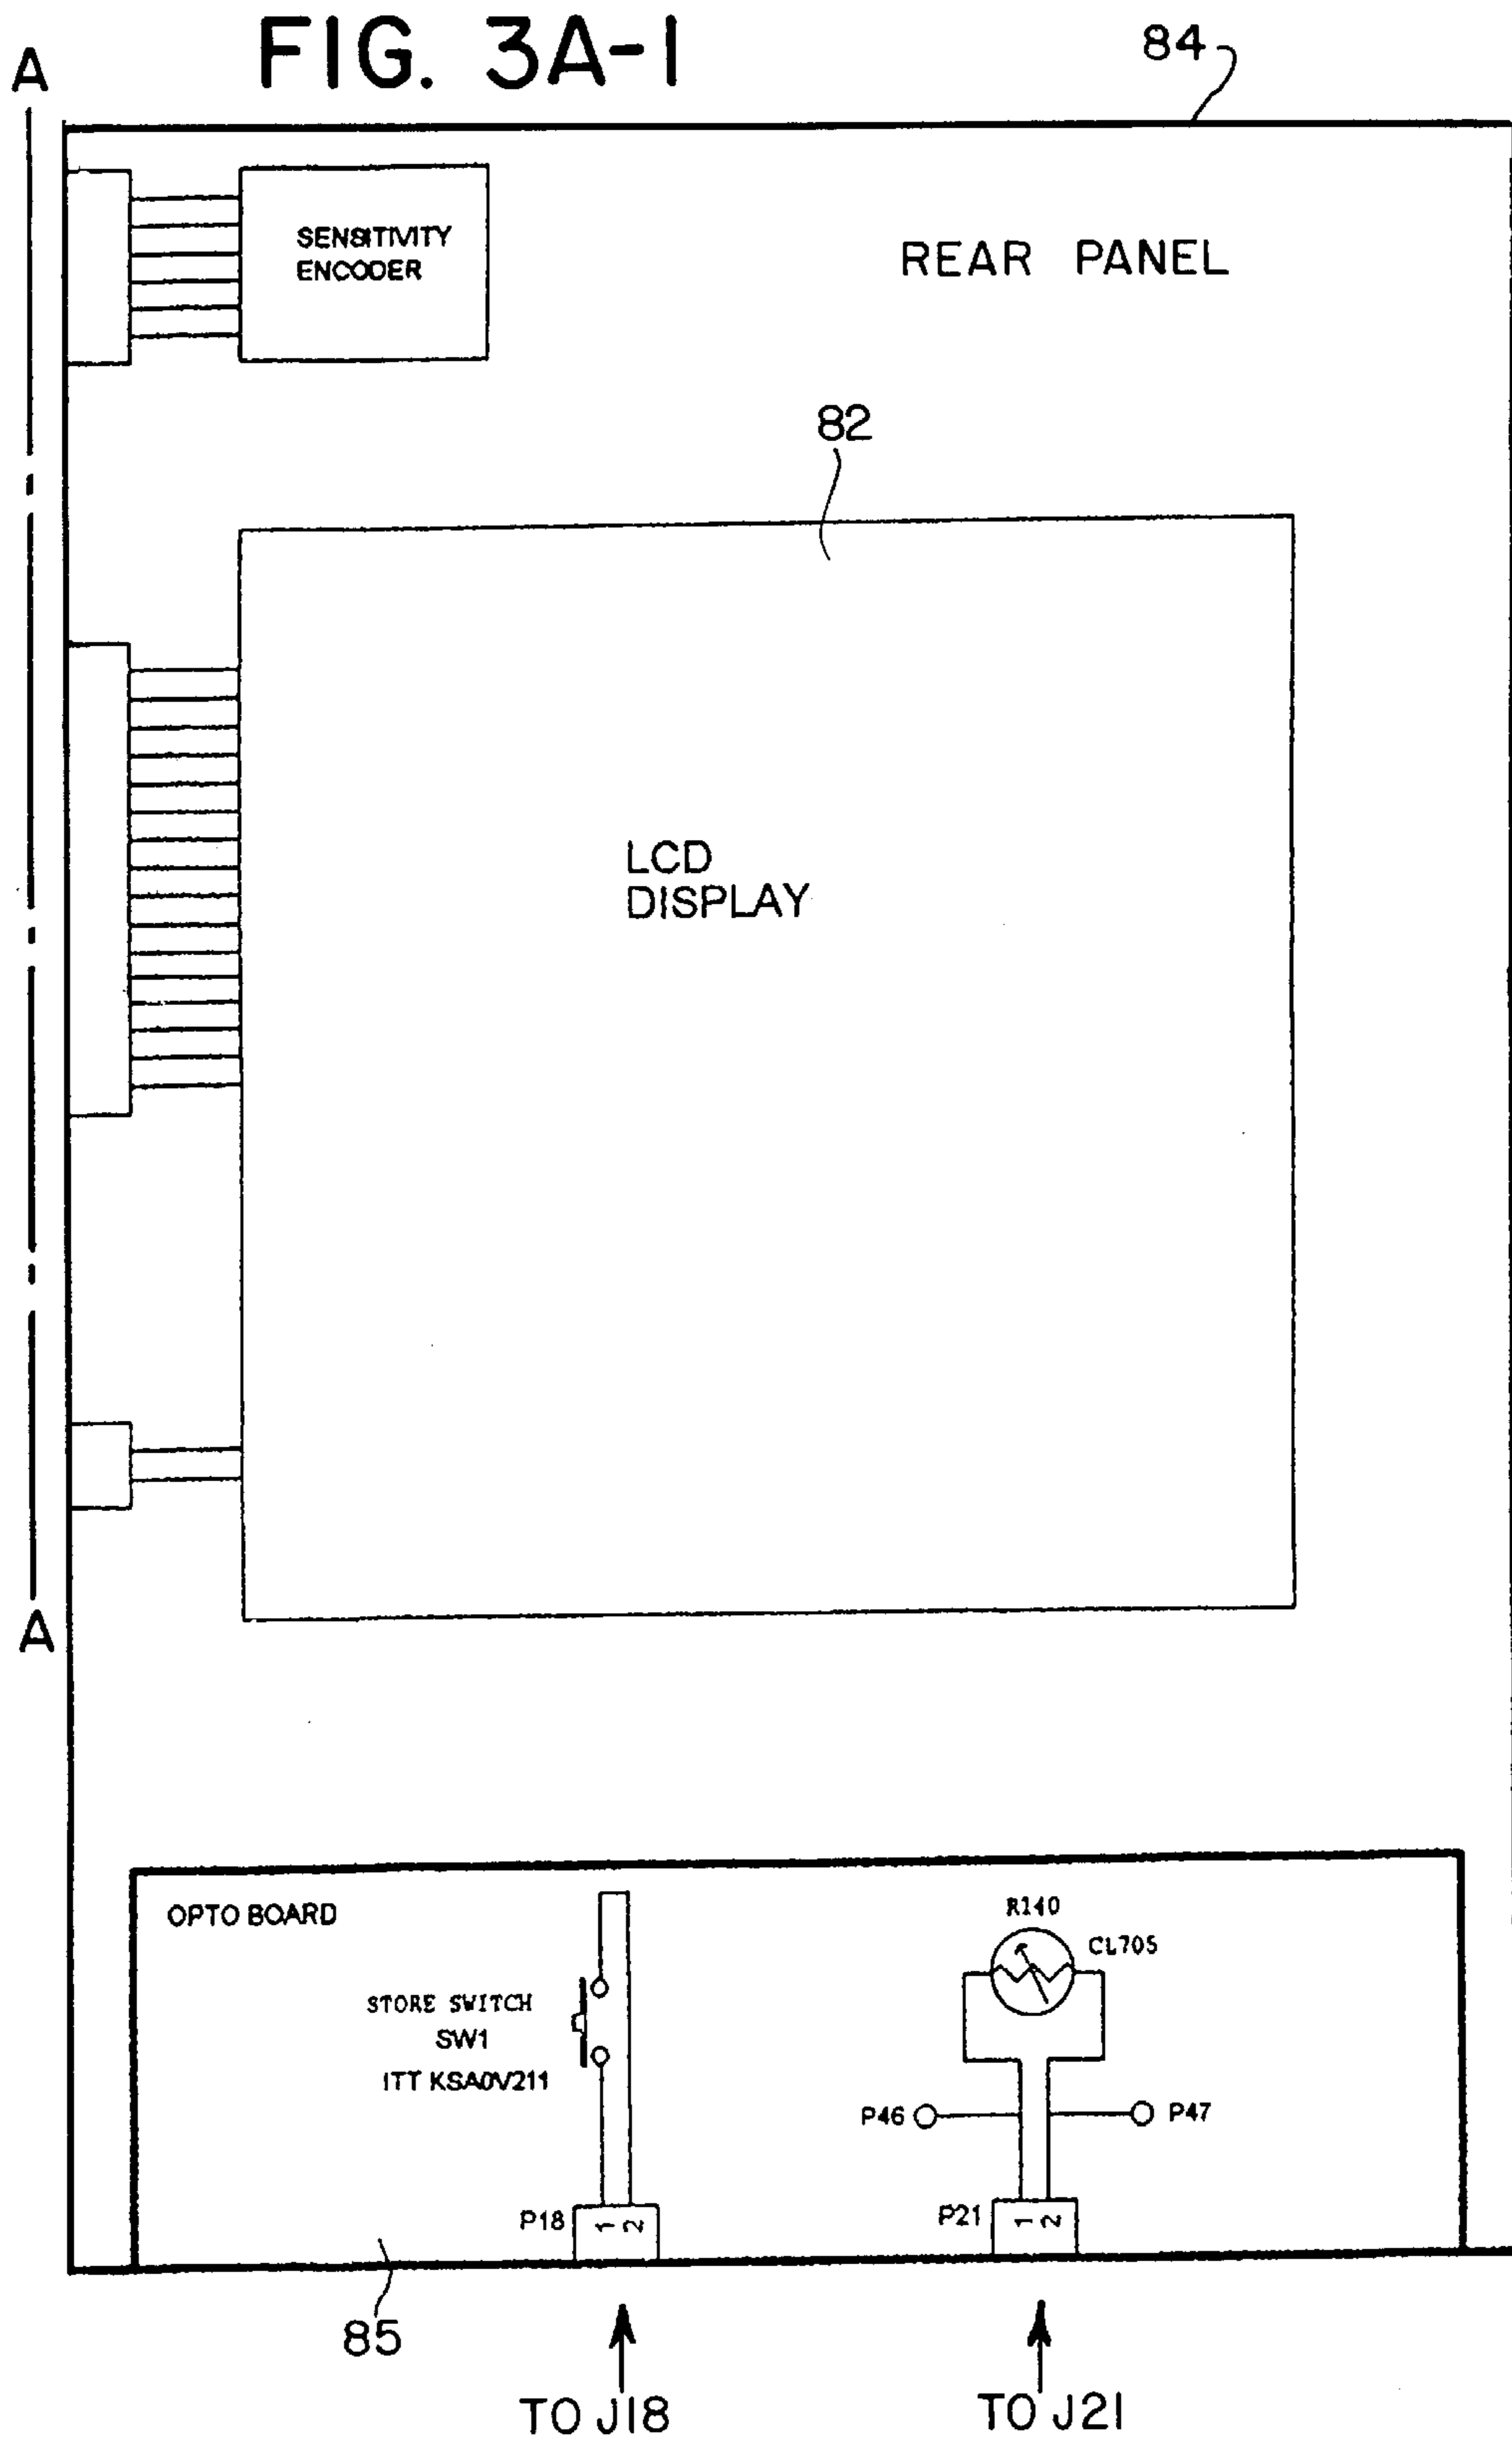 FIG. 3A-1
84
A
SENSITIVITY
ENCODER
REAR PANEL
82
LCD
DISPLAY
A
OPTO BOARD
R140
CL705
STORE SWITCH
SW1
ITT KSA0V211
P46
P47
P18
1
2
P21
1
2
85
TO J18
TO J21